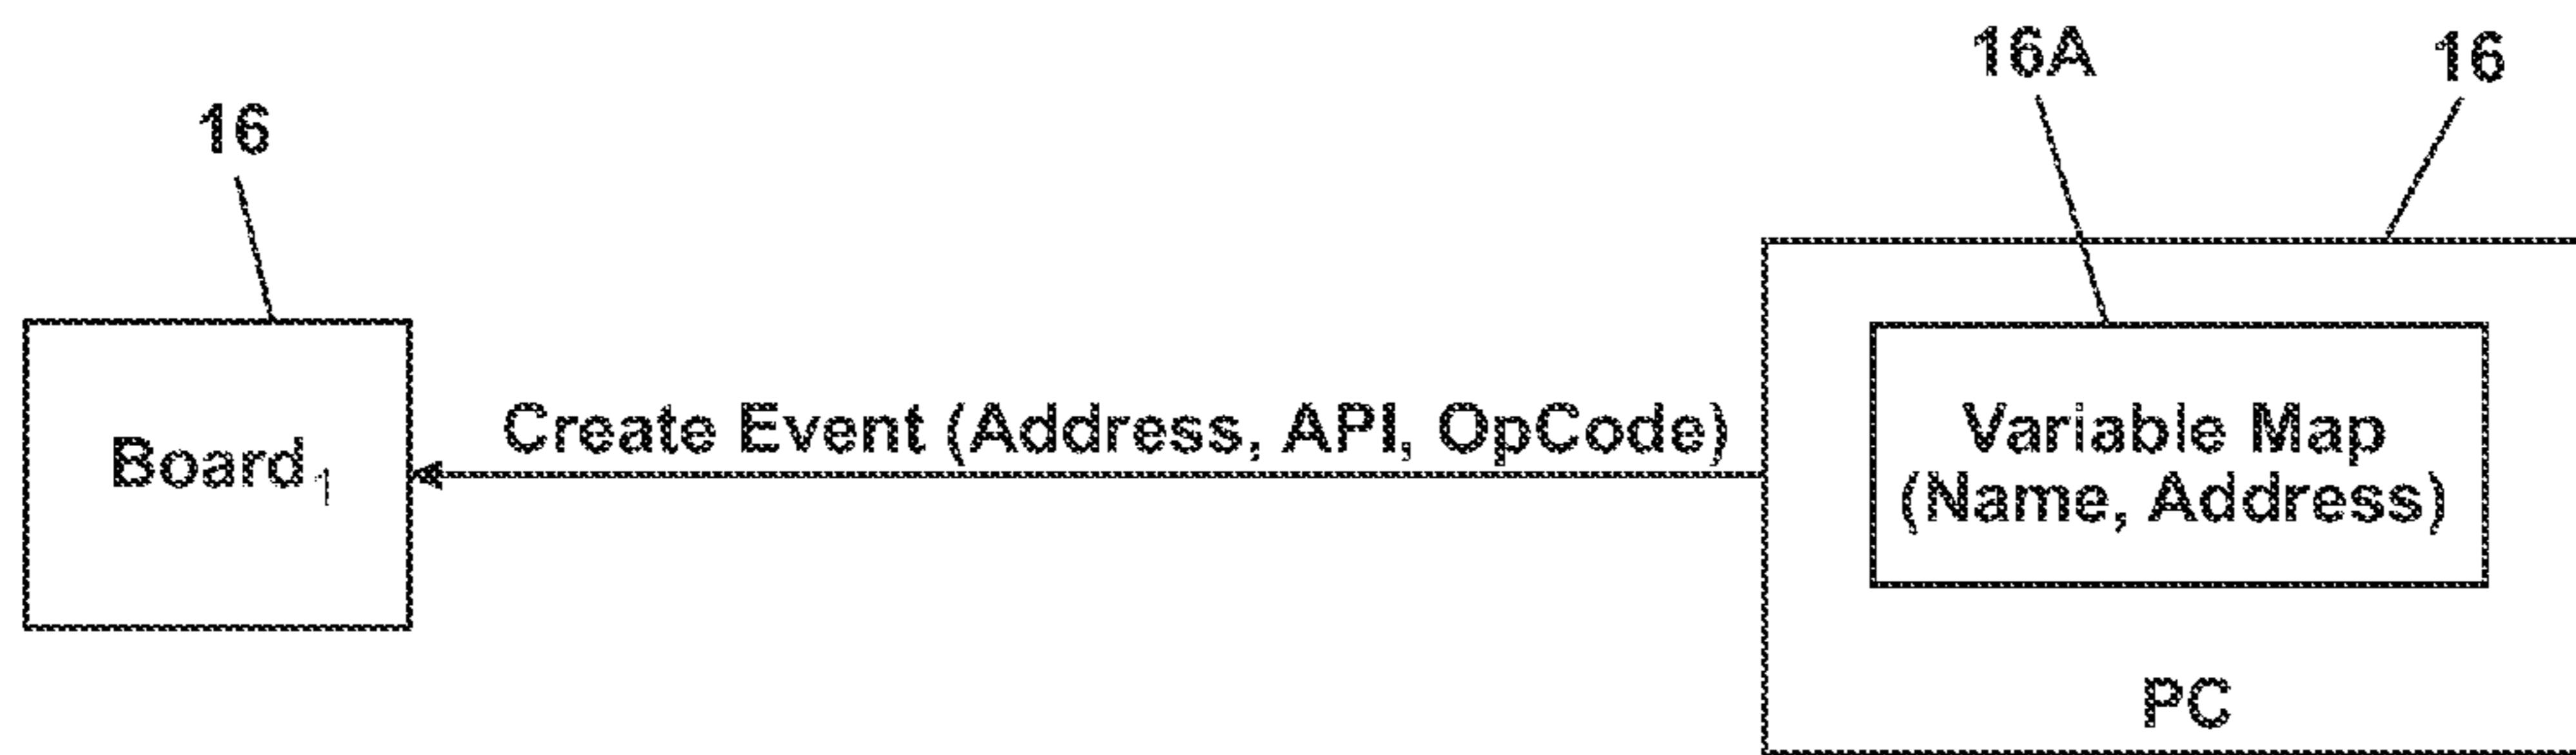 16A
16
16
Create Event (Address, API, OpCode)
Board₁
Variable Map
(Name, Address)
PC